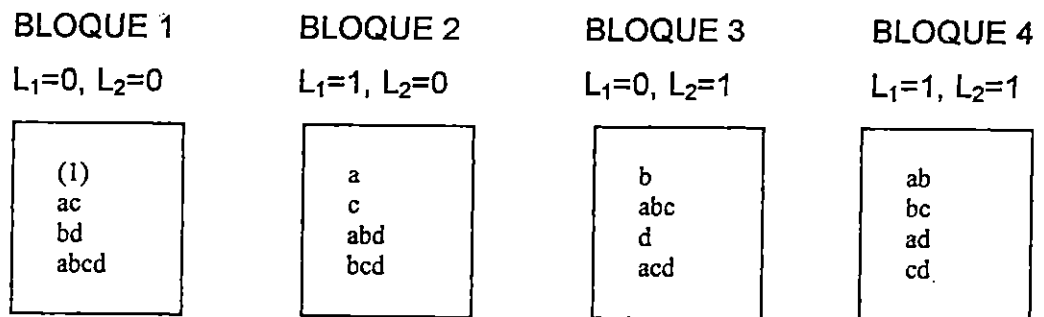 BLOQUE 1
L₁=0, L₂=0
(1)
ac
bd
abcd
BLOQUE 2
L₁=1, L₂=0
a
c
abd
bcd
BLOQUE 3
L₁=0, L₂=1
b
abc
d
acd
BLOQUE 4
L₁=1, L₂=1
ab
bc
ad
cd